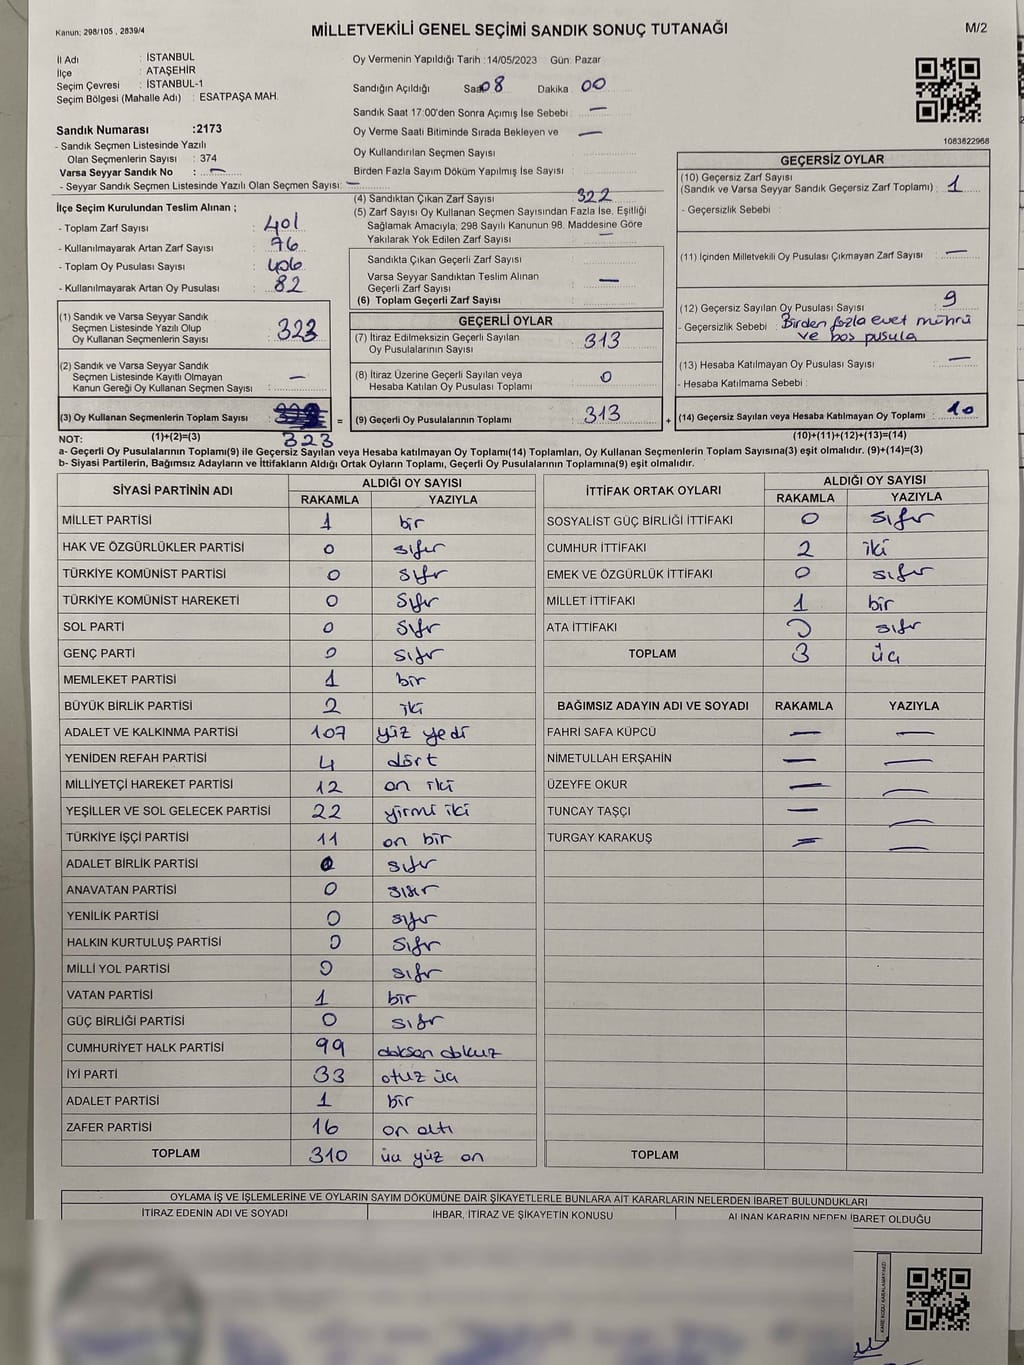 Kanun: 298/105 , 2839/4
MİLLETVEKİLİ GENEL SEÇİMİ SANDIK SONUÇ TUTANAĞI
M/2
İl Adı : İSTANBUL
İlçe : ATAŞEHİR
Seçim Çevresi : İSTANBUL-1
Seçim Bölgesi (Mahalle Adı) : ESATPAŞA MAH.
Oy Vermenin Yapıldığı Tarih : 14/05/2023 Gün: Pazar
Sandığın Açıldığı Saat 08 Dakika 00
Sandık Saat 17:00'den Sonra Açımış İse Sebebi : —
Oy Verme Saati Bitiminde Sırada Bekleyen ve —
Oy Kullandırılan Seçmen Sayısı
Birden Fazla Sayım Döküm Yapılmış İse Sayısı :
1083622968
Sandık Numarası :2173
- Sandık Seçmen Listesinde Yazılı
Olan Seçmenlerin Sayısı : 374
Varsa Seyyar Sandık No : —
- Seyyar Sandık Seçmen Listesinde Yazılı Olan Seçmen Sayısı: —
İlçe Seçim Kurulundan Teslim Alınan ;
- Toplam Zarf Sayısı : 401
- Kullanılmayarak Artan Zarf Sayısı : 76
- Toplam Oy Pusulası Sayısı : 406
- Kullanılmayarak Artan Oy Pusulası : 82
(4) Sandıktan Çıkan Zarf Sayısı : 322
(5) Zarf Sayısı Oy Kullanan Seçmen Sayısından Fazla İse, Eşitliği
Sağlamak Amacıyla; 298 Sayılı Kanunun 98. Maddesine Göre
Yakılarak Yok Edilen Zarf Sayısı : —
Sandıkta Çıkan Geçerli Zarf Sayısı :
Varsa Seyyar Sandıktan Teslim Alınan
Geçerli Zarf Sayısı : —
(6) Toplam Geçerli Zarf Sayısı :
GEÇERSİZ OYLAR
(10) Geçersiz Zarf Sayısı
(Sandık ve Varsa Seyyar Sandık Geçersiz Zarf Toplamı) : 1
- Geçersizlik Sebebi :
(11) İçinden Milletvekili Oy Pusulası Çıkmayan Zarf Sayısı : —
(12) Geçersiz Sayılan Oy Pusulası Sayısı : 9
- Geçersizlik Sebebi : Birden fazla evet mührü
ve boş pusula
(13) Hesaba Katılmayan Oy Pusulası Sayısı : —
- Hesaba Katılmama Sebebi :
(14) Geçersiz Sayılan veya Hesaba Katılmayan Oy Toplamı : 10
(10)+(11)+(12)+(13)=(14)
(1) Sandık ve Varsa Seyyar Sandık
Seçmen Listesinde Yazılı Olup
Oy Kullanan Seçmenlerin Sayısı : 323
(2) Sandık ve Varsa Seyyar Sandık
Seçmen Listesinde Kayıtlı Olmayan
Kanun Gereği Oy Kullanan Seçmen Sayısı : —
(3) Oy Kullanan Seçmenlerin Toplam Sayısı :
323
GEÇERLİ OYLAR
(7) İtiraz Edilmeksizin Geçerli Sayılan
Oy Pusulalarının Sayısı : 313
(8) İtiraz Üzerine Geçerli Sayılan veya
Hesaba Katılan Oy Pusulası Toplamı : 0
= (9) Geçerli Oy Pusulalarının Toplamı : 313 +
NOT: (1)+(2)=(3)
a- Geçerli Oy Pusulalarının Toplamı(9) ile Geçersiz Sayılan veya Hesaba katılmayan Oy Toplamı(14) Toplamları, Oy Kullanan Seçmenlerin Toplam Sayısına(3) eşit olmalıdır. (9)+(14)=(3)
b- Siyasi Partilerin, Bağımsız Adayların ve İttifakların Aldığı Ortak Oyların Toplamı, Geçerli Oy Pusulalarının Toplamına(9) eşit olmalıdır.
SİYASİ PARTİNİN ADI
ALDIĞI OY SAYISI
RAKAMLA YAZIYLA
MİLLET PARTİSİ 1 bir
HAK VE ÖZGÜRLÜKLER PARTİSİ 0 sıfır
TÜRKİYE KOMÜNİST PARTİSİ 0 sıfr
TÜRKİYE KOMÜNİST HAREKETİ 0 sıfr
SOL PARTİ 0 sıfr
GENÇ PARTİ 0 sıfr
MEMLEKET PARTİSİ 1 bir
BÜYÜK BİRLİK PARTİSİ 2 iki
ADALET VE KALKINMA PARTİSİ 107 yüz yedi
YENİDEN REFAH PARTİSİ 4 dört
MİLLİYETÇİ HAREKET PARTİSİ 12 on iki
YEŞİLLER VE SOL GELECEK PARTİSİ 22 yirmi iki
TÜRKİYE İŞÇİ PARTİSİ 11 on bir
ADALET BİRLİK PARTİSİ 0 sıfır
ANAVATAN PARTİSİ 0 sıfır
YENİLİK PARTİSİ 0 sıfır
HALKIN KURTULUŞ PARTİSİ 0 sıfr
MİLLİ YOL PARTİSİ 0 sıfr
VATAN PARTİSİ 1 bir
GÜÇ BİRLİĞİ PARTİSİ 0 sıfr
CUMHURİYET HALK PARTİSİ 99 doksan dokuz
İYİ PARTİ 33 otuz üç
ADALET PARTİSİ 1 bir
ZAFER PARTİSİ 16 on altı
TOPLAM 310 üç yüz on
İTTİFAK ORTAK OYLARI
ALDIĞI OY SAYISI
RAKAMLA YAZIYLA
SOSYALİST GÜÇ BİRLİĞİ İTTİFAKI 0 sıfır
CUMHUR İTTİFAKI 2 iki
EMEK VE ÖZGÜRLÜK İTTİFAKI 0 sıfır
MİLLET İTTİFAKI 1 bir
ATA İTTİFAKI 0 sıfr
TOPLAM 3 üç
BAĞIMSIZ ADAYIN ADI VE SOYADI RAKAMLA YAZIYLA
FAHRİ SAFA KÜPCÜ — —
NİMETULLAH ERŞAHİN — —
ÜZEYFE OKUR — —
TUNCAY TAŞÇI — —
TURGAY KARAKUŞ — —
TOPLAM
OYLAMA İŞ VE İŞLEMLERİNE VE OYLARIN SAYIM DÖKÜMÜNE DAİR ŞİKAYETLERLE BUNLARA AİT KARARLARIN NELERDEN İBARET BULUNDUKLARI
İTİRAZ EDENİN ADI VE SOYADI İHBAR, İTİRAZ VE ŞİKAYETİN KONUSU ALINAN KARARIN NEDEN İBARET OLDUĞU
KARE KODU KARALAMAYINIZ!